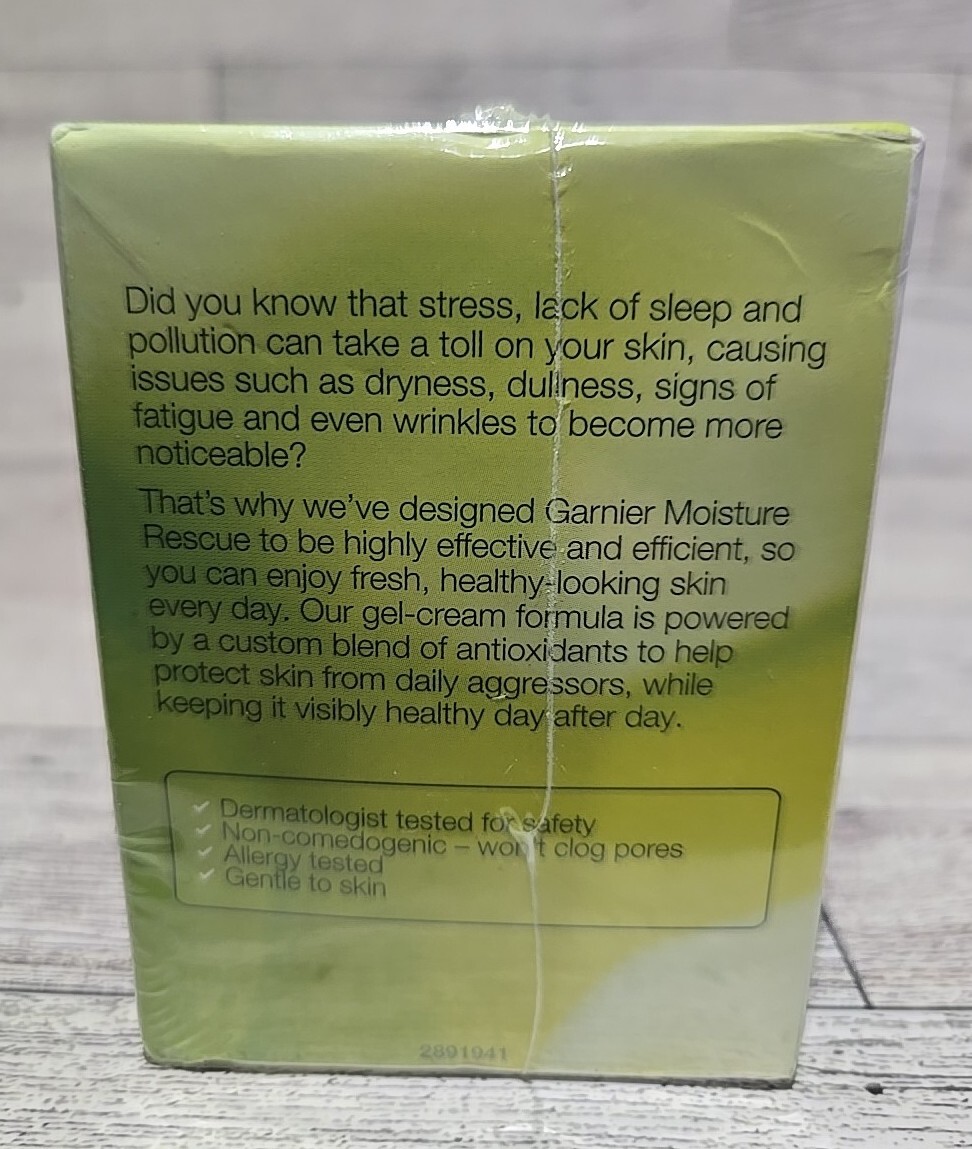 Did you know that stress, lack of sleep and
pollution can take a toll on your skin, causing
issues such as dryness, dullness, signs of
fatigue and even wrinkles to become more
noticeable?
That's why we've designed Garnier Moisture
Rescue to be highly effective and efficient, so
you can enjoy fresh, healthy-looking skin
every day. Our gel-cream formula is powered
by a custom blend of antioxidants to help
protect skin from daily aggressors, while
keeping it visibly healthy day after day.
Dermatologist tested for safety
Non-comedogenic – won't clog pores
Allergy tested
Gentle to skin
2891941